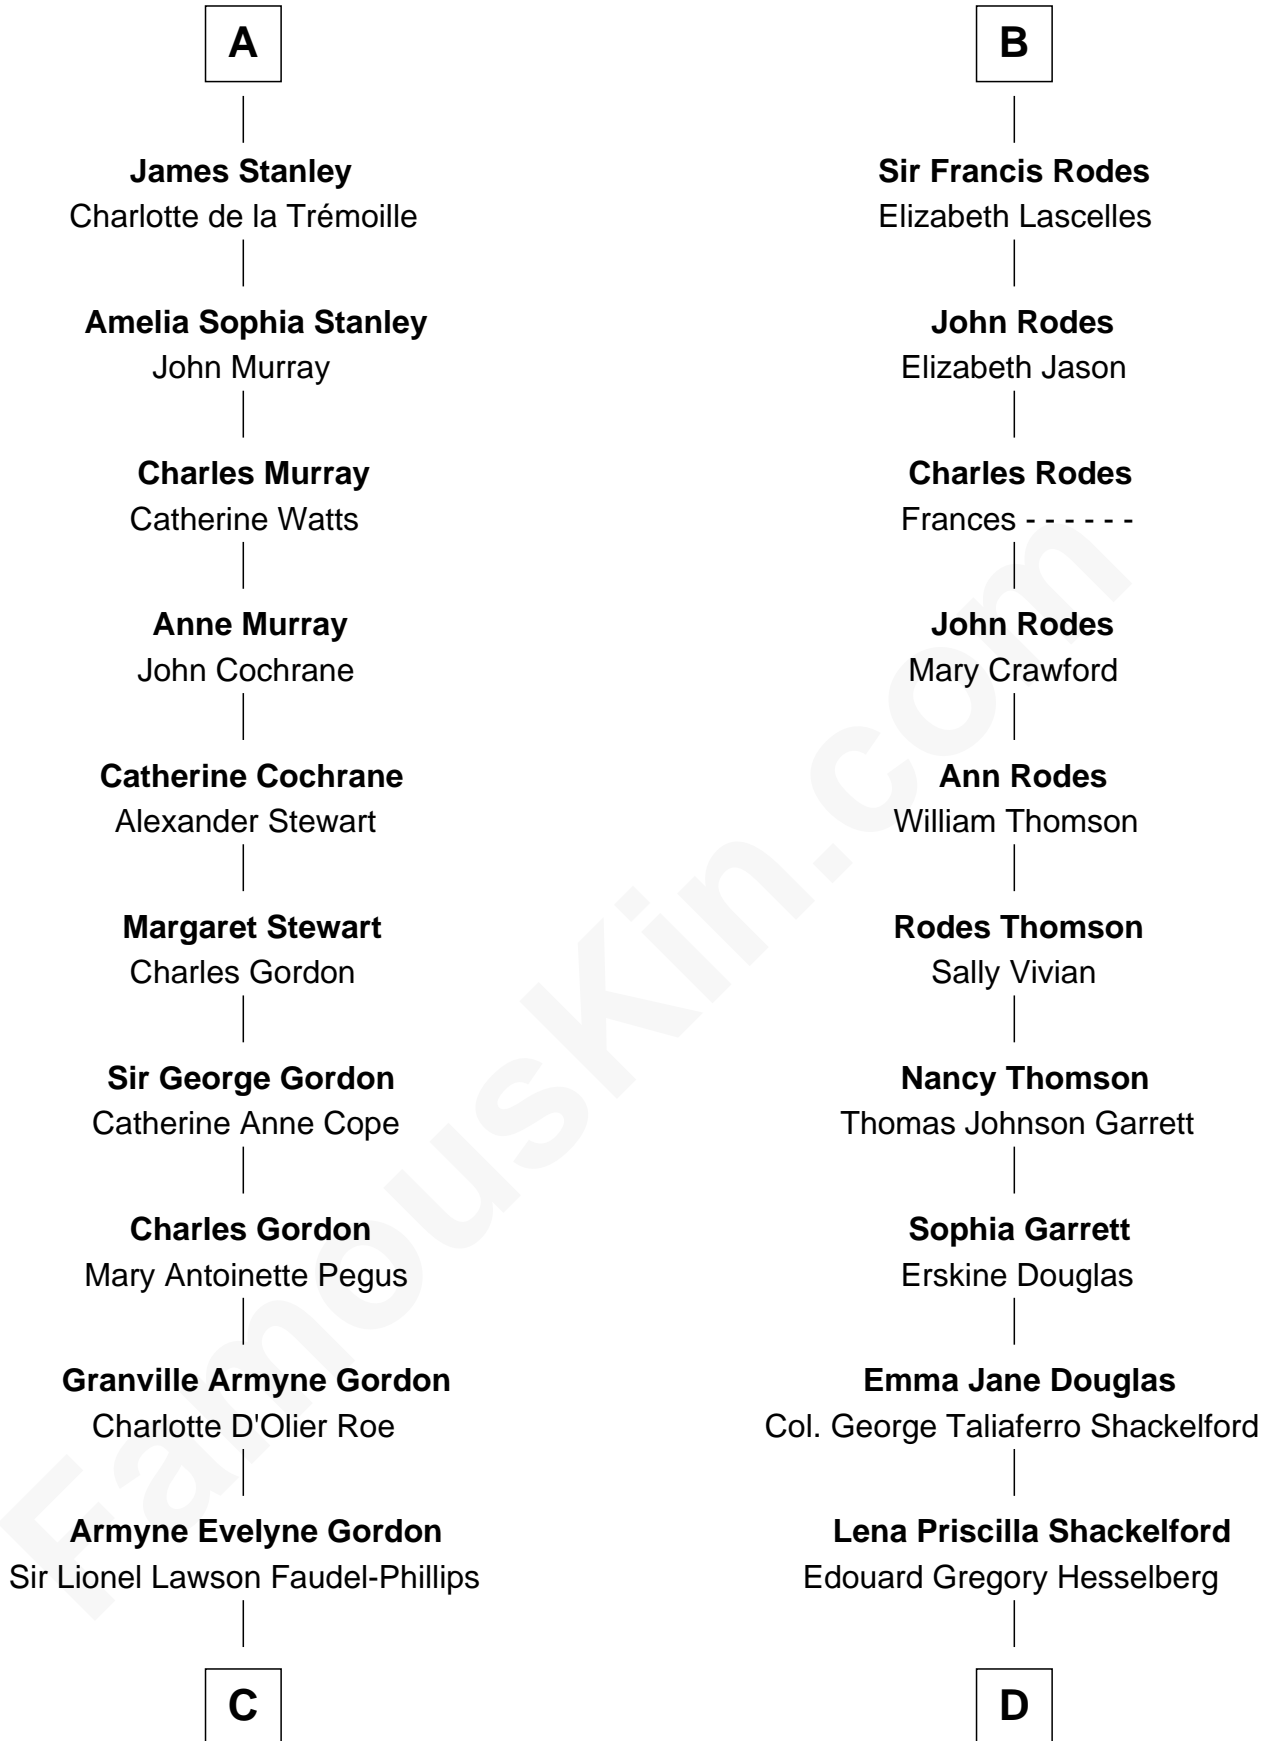 A
James Stanley
Charlotte de la Trémoille
Amelia Sophia Stanley
John Murray
Charles Murray
Catherine Watts
Anne Murray
John Cochrane
Catherine Cochrane
Alexander Stewart
Margaret Stewart
Charles Gordon
Sir George Gordon
Catherine Anne Cope
Charles Gordon
Mary Antoinette Pegus
Granville Armyne Gordon
Charlotte D'Olier Roe
Armyne Evelyne Gordon
Sir Lionel Lawson Faudel-Phillips
C
B
Sir Francis Rodes
Elizabeth Lascelles
John Rodes
Elizabeth Jason
Charles Rodes
Frances - - - - - -
John Rodes
Mary Crawford
Ann Rodes
William Thomson
Rodes Thomson
Sally Vivian
Nancy Thomson
Thomas Johnson Garrett
Sophia Garrett
Erskine Douglas
Emma Jane Douglas
Col. George Taliaferro Shackelford
Lena Priscilla Shackelford
Edouard Gregory Hesselberg
D
FamousKin.com